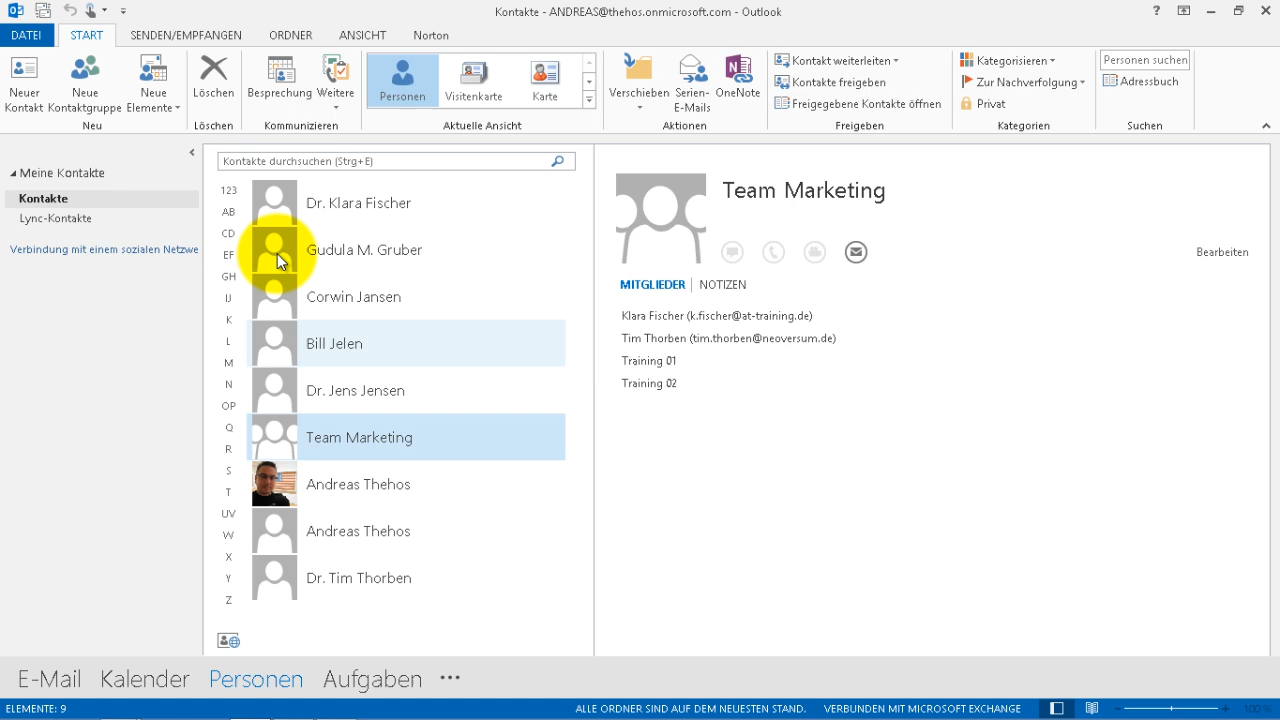 Kontakte - ANDREAS@thehos.onmicrosoft.com - Outlook
DATEI START SENDEN/EMPFANGEN ORDNER ANSICHT Norton
Neuer Kontakt
Neue Kontaktgruppe
Neue Elemente
Neu
Löschen
Löschen
Besprechung
Weitere
Kommunizieren
Personen
Visitenkarte
Karte
Aktuelle Ansicht
Verschieben
Serien-E-Mails
OneNote
Aktionen
Kontakt weiterleiten
Kontakte freigeben
Freigegebene Kontakte öffnen
Freigeben
Kategorisieren
Zur Nachverfolgung
Privat
Kategorien
Personen suchen
Adressbuch
Suchen
Meine Kontakte
Kontakte
Lync-Kontakte
Verbindung mit einem sozialen Netzwe
Kontakte durchsuchen (Strg+E)
123
AB
CD
EF
GH
IJ
K
L
M
N
OP
Q
R
S
T
UV
W
X
Y
Z
Dr. Klara Fischer
Gudula M. Gruber
Corwin Jansen
Bill Jelen
Dr. Jens Jensen
Team Marketing
Andreas Thehos
Andreas Thehos
Dr. Tim Thorben
Team Marketing
Bearbeiten
MITGLIEDER | NOTIZEN
Klara Fischer (k.fischer@at-training.de)
Tim Thorben (tim.thorben@neoversum.de)
Training 01
Training 02
E-Mail Kalender Personen Aufgaben •••
ELEMENTE: 9 ALLE ORDNER SIND AUF DEM NEUESTEN STAND. VERBUNDEN MIT MICROSOFT EXCHANGE 100 %